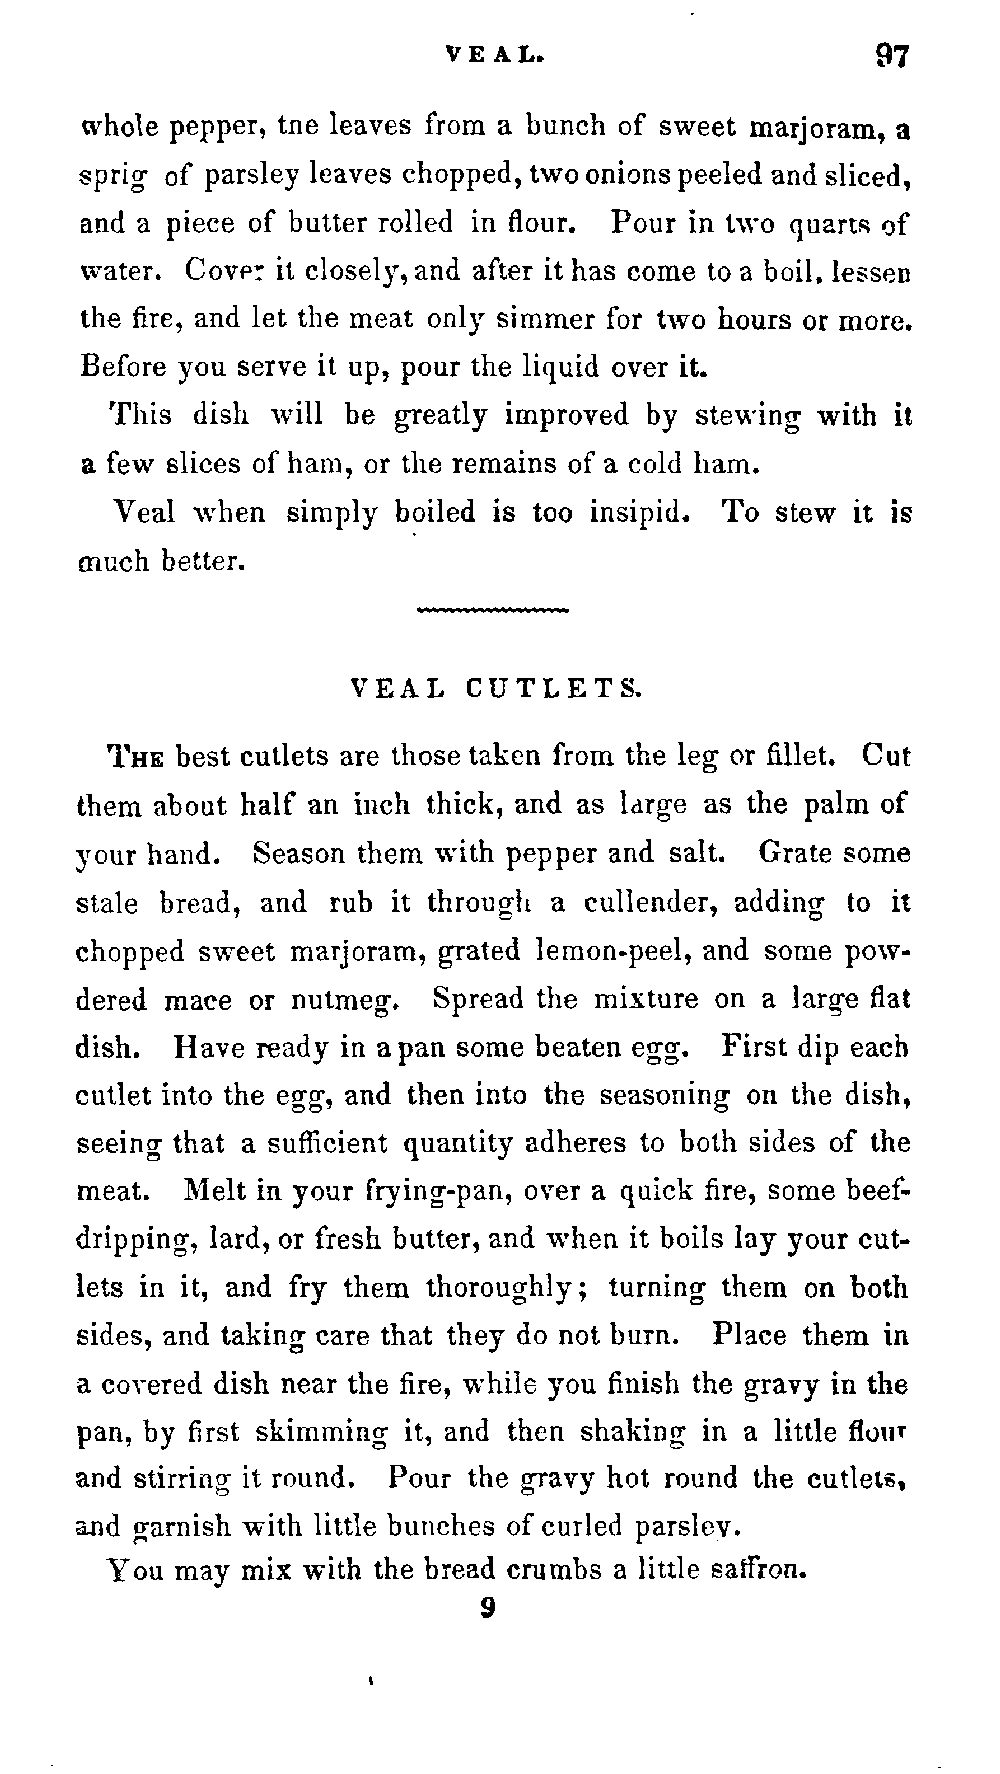 VEAL. 97
whole pepper, tne leaves from a bunch of sweet marjoram, a
sprig of parsley leaves chopped, two onions peeled and sliced,
and a piece of butter rolled in flour. Pour in two quarts of
water. Cover it closely, and after it has come to a boil, lessen
the fire, and let the meat only simmer for two hours or more.
Before you serve it up, pour the liquid over it.
This dish will be greatly improved by stewing with it
a few slices of ham, or the remains of a cold ham.
Veal when simply boiled is too insipid. To stew it is
much better.
VEAL CUTLETS.
THE best cutlets are those taken from the leg or fillet. Cut
them about half an inch thick, and as large as the palm of
your hand. Season them with pepper and salt. Grate some
stale bread, and rub it through a cullender, adding to it
chopped sweet marjoram, grated lemon-peel, and some pow-
dered mace or nutmeg. Spread the mixture on a large flat
dish. Have ready in a pan some beaten egg. First dip each
cutlet into the egg, and then into the seasoning on the dish,
seeing that a sufficient quantity adheres to both sides of the
meat. Melt in your frying-pan, over a quick fire, some beef-
dripping, lard, or fresh butter, and when it boils lay your cut-
lets in it, and fry them thoroughly; turning them on both
sides, and taking care that they do not burn. Place them in
a covered dish near the fire, while you finish the gravy in the
pan, by first skimming it, and then shaking in a little flour
and stirring it round. Pour the gravy hot round the cutlets,
and garnish with little bunches of curled parsley.
You may mix with the bread crumbs a little saffron.
9